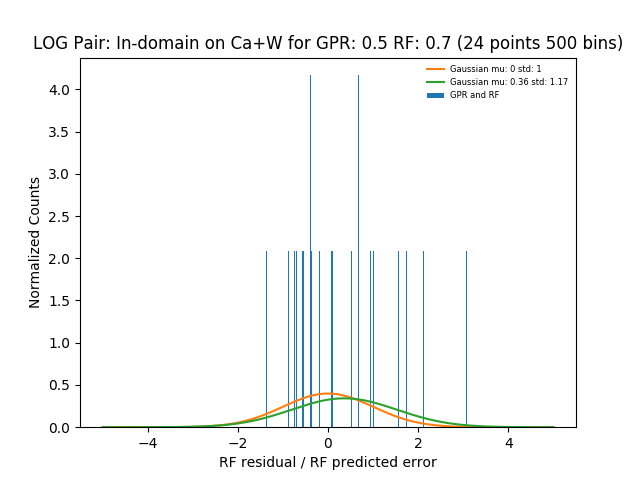 LOG Pair: In-domain on Ca+W for GPR: 0.5 RF: 0.7 (24 points 500 bins)
Gaussian mu: 0 std: 1
Gaussian mu: 0.36 std: 1.17
GPR and RF
Normalized Counts
4.0
3.5
3.0
2.5
2.0
1.5
1.0
0.5
0.0
−4 −2 0 2 4
RF residual / RF predicted error